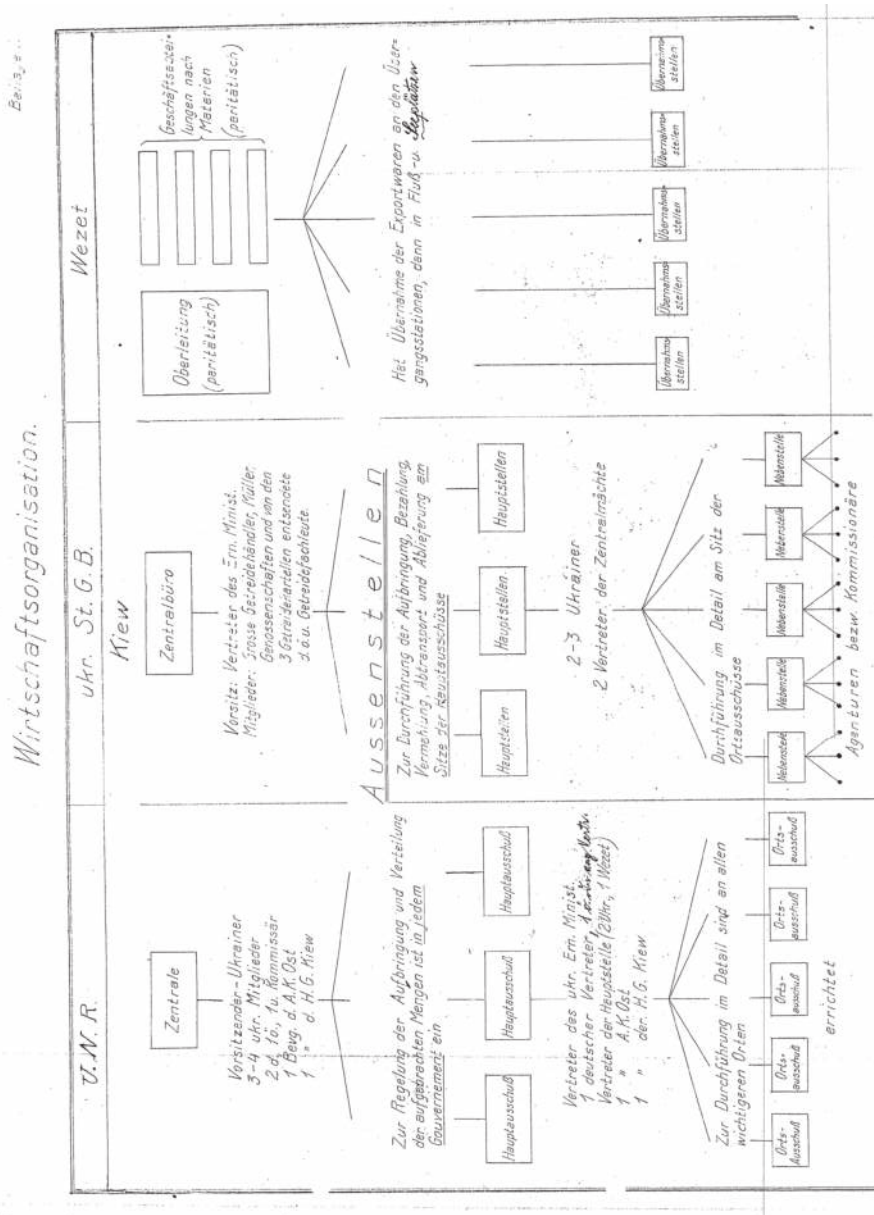 Wirtschaftsorganisation.
U.N.R
ukr. St. G. B.
Wezet
Kiew
Zentrale
Vorsitzender - Ukrainer
3-4 ukr. Mitglieder
2 d, 1ö, 1u. Kommissär
1 Bevg. d. A.K. Ost
1 " d. H.G. Kiew
Zur Regelung der Aufbringung und Verteilung
der aufgebrachten Mengen ist in jedem
Gouvernement ein
Hauptausschuß
Hauptausschuß
Hauptausschuß
Vertreter des ukr. Ern. Minist.
1 deutscher Vertreter,
Vertreter der Hauptstelle (2 Ukr., 1 Wezet)
1 " A.K. Ost
1 " der H.G. Kiew
Zur Durchführung im Detail sind an allen
wichtigeren Orten
Orts-
Ausschuß
Orts-
ausschuß
Orts-
ausschuß
Orts-
ausschuß
Orts-
ausschuß
errichtet
Zentralbüro
Vorsitz: Vertreter des Ern. Minist.
Mitglieder: Grosse Getreidehändler, Müller,
Genossenschaften und von den
3 Getreidekartellen entsendete
d. ö. u. Getreidefachleute.
Aussenstellen
Zur Durchführung der Aufbringung, Bezahlung,
Vermahlung, Abtransport und Ablieferung am
Sitze der Hauptausschüsse
Hauptstellen
Hauptstellen.
Hauptstellen
2-3 Ukräiner
2 Vertreter der Zentralmächte
Durchführung im Detail am Sitz der
Ortsausschüsse
Nebenstelle
Nebenstelle
Nebenstelle
Nebenstelle
Nebenstelle
Agenturen bezw. Kommissionäre
Oberleitung
(paritätisch)
Geschäftsabtei-
lungen nach
Materien
(paritätisch)
Hat Übernahme der Exportwaren an den Über=
gangsstationen, dann in Fluß -u. Seeplätzen
Übernahms-
stellen
Übernahms-
stellen
Übernahms-
stellen
Übernahms-
stellen
Übernahms-
stellen